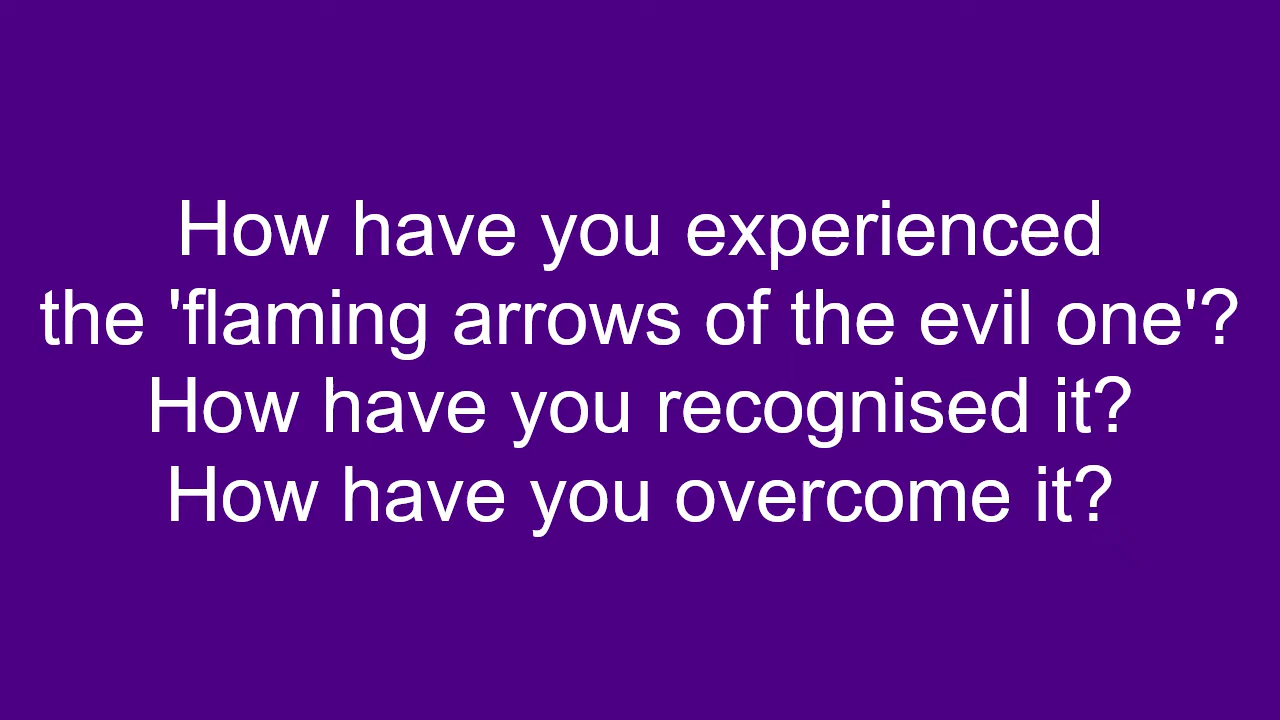 How have you experienced
the 'flaming arrows of the evil one'?
How have you recognised it?
How have you overcome it?